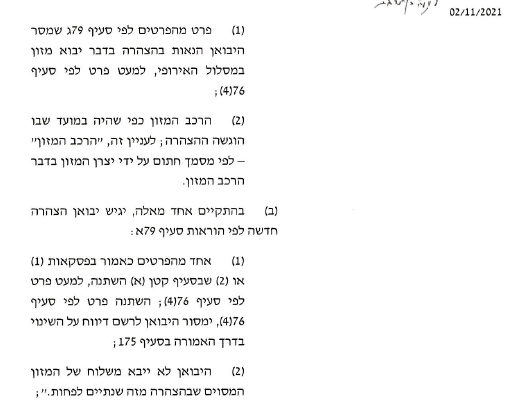 02/11/2021
(1) פרט מהפרטים לפי סעיף 79ג שמסר
היבואן הנאות בהצהרה בדבר יבוא מזון
במסלול האירופי, למעט פרט לפי סעיף
76(4);
(2) הרכב המזון כפי שהיה במועד שבו
הוגשה ההצהרה; לעניין זה, "הרכב המזון"
– לפי מסמך חתום על ידי יצרן המזון בדבר
הרכב המזון.
(ב) בהתקיים אחד מאלה, יגיש יבואן הצהרה
חדשה לפי הוראות סעיף 79א:
(1) אחד מהפרטים כאמור בפסקאות (1)
או (2) שבסעיף קטן (א) השתנה, למעט פרט
לפי סעיף 76(4); השתנה פרט לפי סעיף
76(4), ימסור היבואן לרשם דיווח על השינוי
בדרך האמורה בסעיף 175;
(2) היבואן לא ייבא משלוח של המזון
המסוים שבהצהרה מזה שנתיים לפחות.";